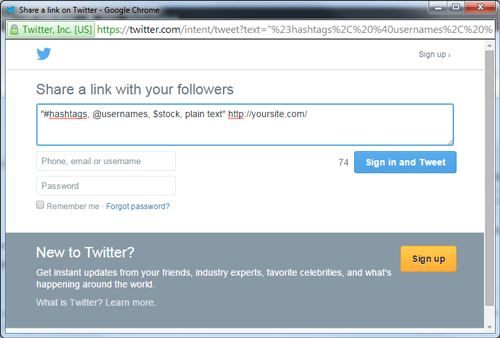 Share a link on Twitter - Google Chrome
Twitter, Inc. [US] https://twitter.com/intent/tweet?text="%23hashtags%2C%20%40usernames%2C%20%
Sign up ›
Share a link with your followers
"#hashtags, @usernames, $stock, plain text" http://yoursite.com/
Phone, email or username
74 Sign in and Tweet
Password
Remember me · Forgot password?
New to Twitter?
Sign up
Get instant updates from your friends, industry experts, favorite celebrities, and what's
happening around the world.
What is Twitter? Learn more.